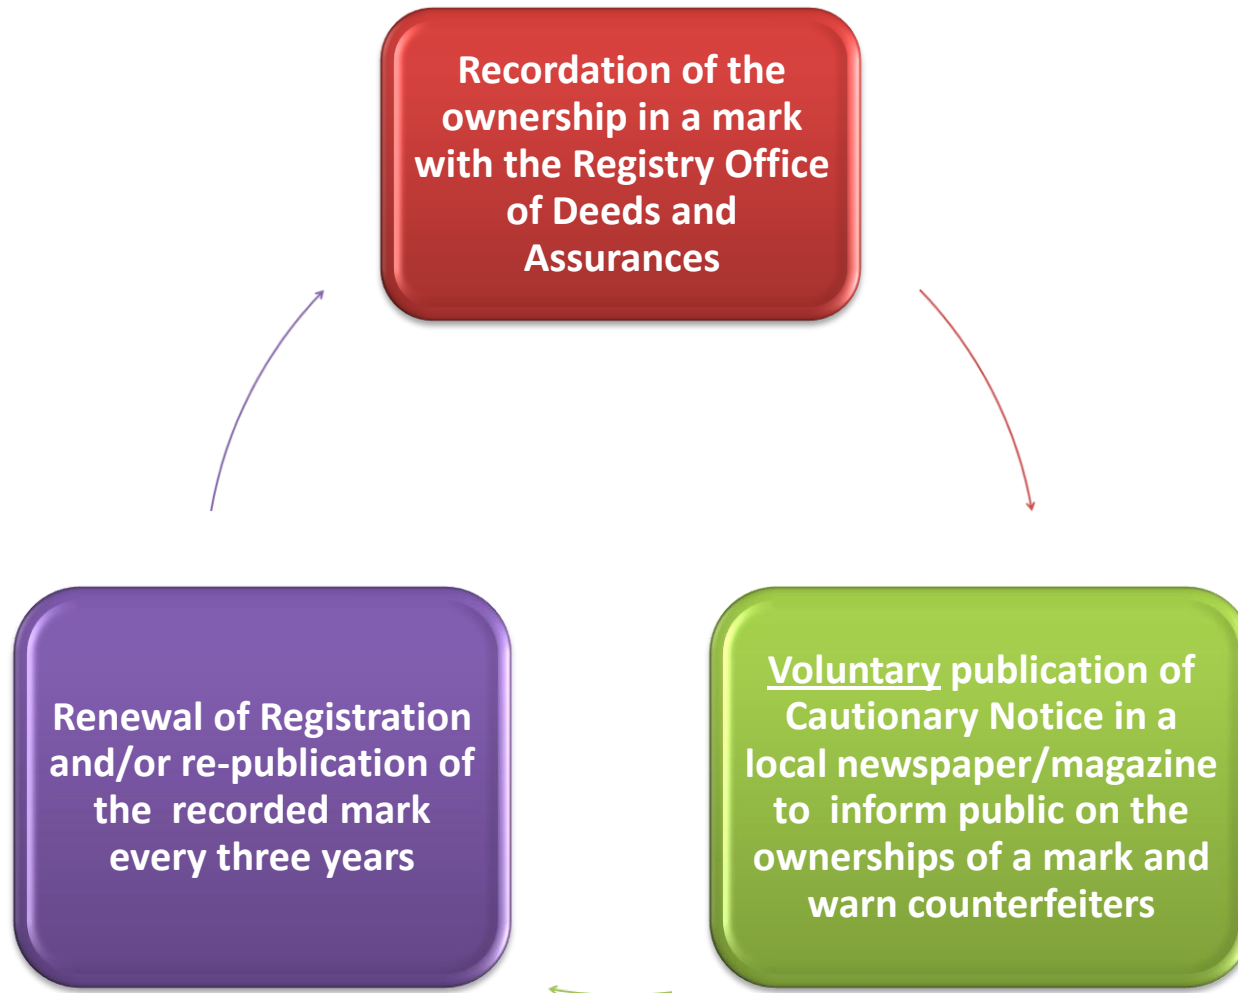 Recordation of the
ownership in a mark
with the Registry Office
of Deeds and
Assurances
Voluntary publication of
Cautionary Notice in a
local newspaper/magazine
to inform public on the
ownerships of a mark and
warn counterfeiters
Renewal of Registration
and/or re-publication of
the recorded mark
every three years